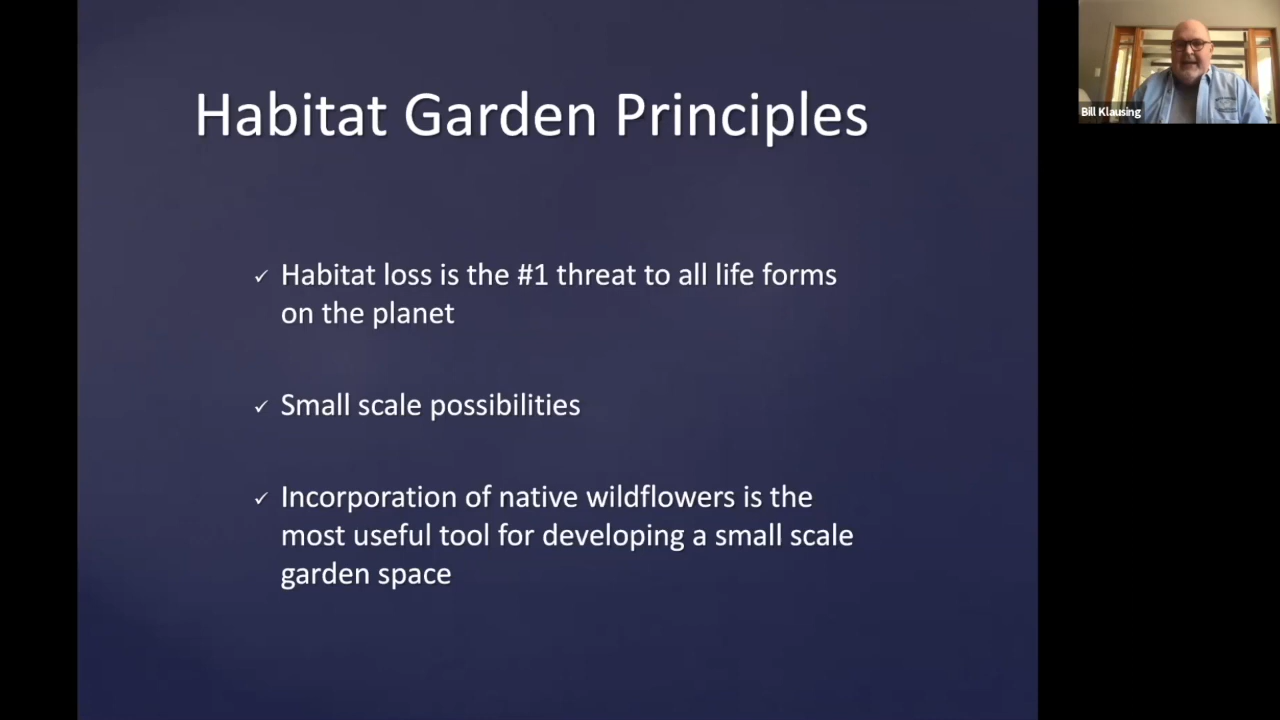 Habitat Garden Principles
✓ Habitat loss is the #1 threat to all life forms
on the planet
✓ Small scale possibilities
✓ Incorporation of native wildflowers is the
most useful tool for developing a small scale
garden space
Bill Klausing